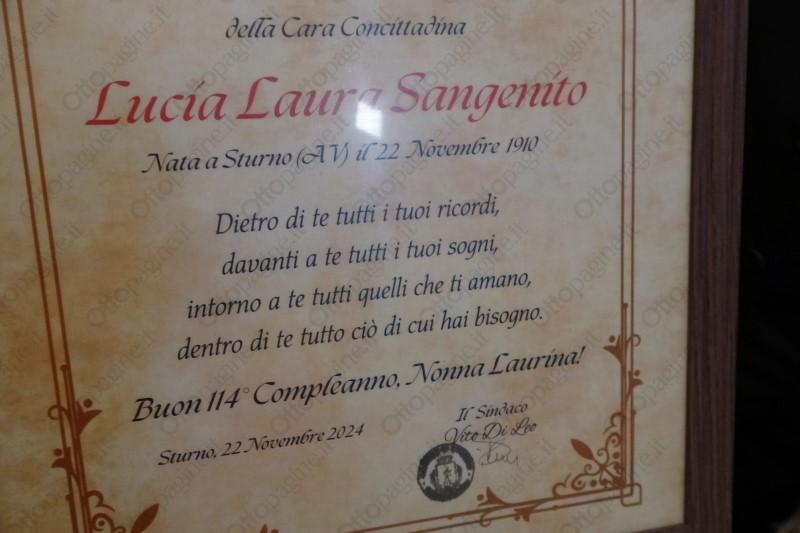 della Cara Concittadina
Lucia Laura Sangenito
Nata a Sturno (AV) il 22 Novembre 1910
Dietro di te tutti i tuoi ricordi,
davanti a te tutti i tuoi sogni,
intorno a te tutti quelli che ti amano,
dentro di te tutto ciò di cui hai bisogno.
Buon 114° Compleanno, Nonna Laurina!
Sturno, 22 Novembre 2024
Il Sindaco
Vito Di Leo
Ottopagine.it